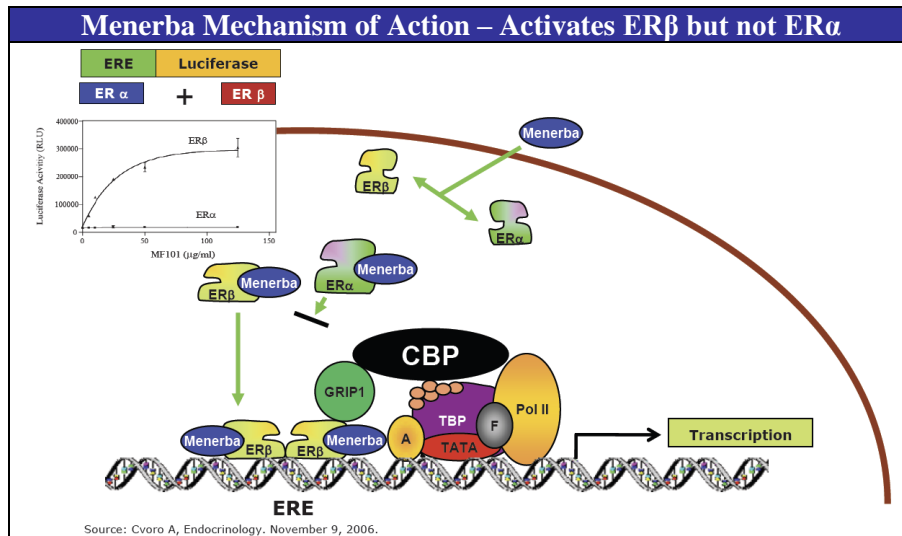 Menerba Mechanism of Action – Activates ERβ but not ERα
ERE Luciferase
ER α + ER β
Luciferase Acivity (RLU)
400000
300000
200000
100000
0
ERβ
ERα
0 50 100 150
MF101 (µg/ml)
Menerba
ERβ
ERα
ERβ Menerba
ERα Menerba
CBP
GRIP1
Pol II
TBP
F
A
TATA
Menerba ERβ ERβ Menerba
Transcription
ERE
Source: Cvoro A, Endocrinology. November 9, 2006.